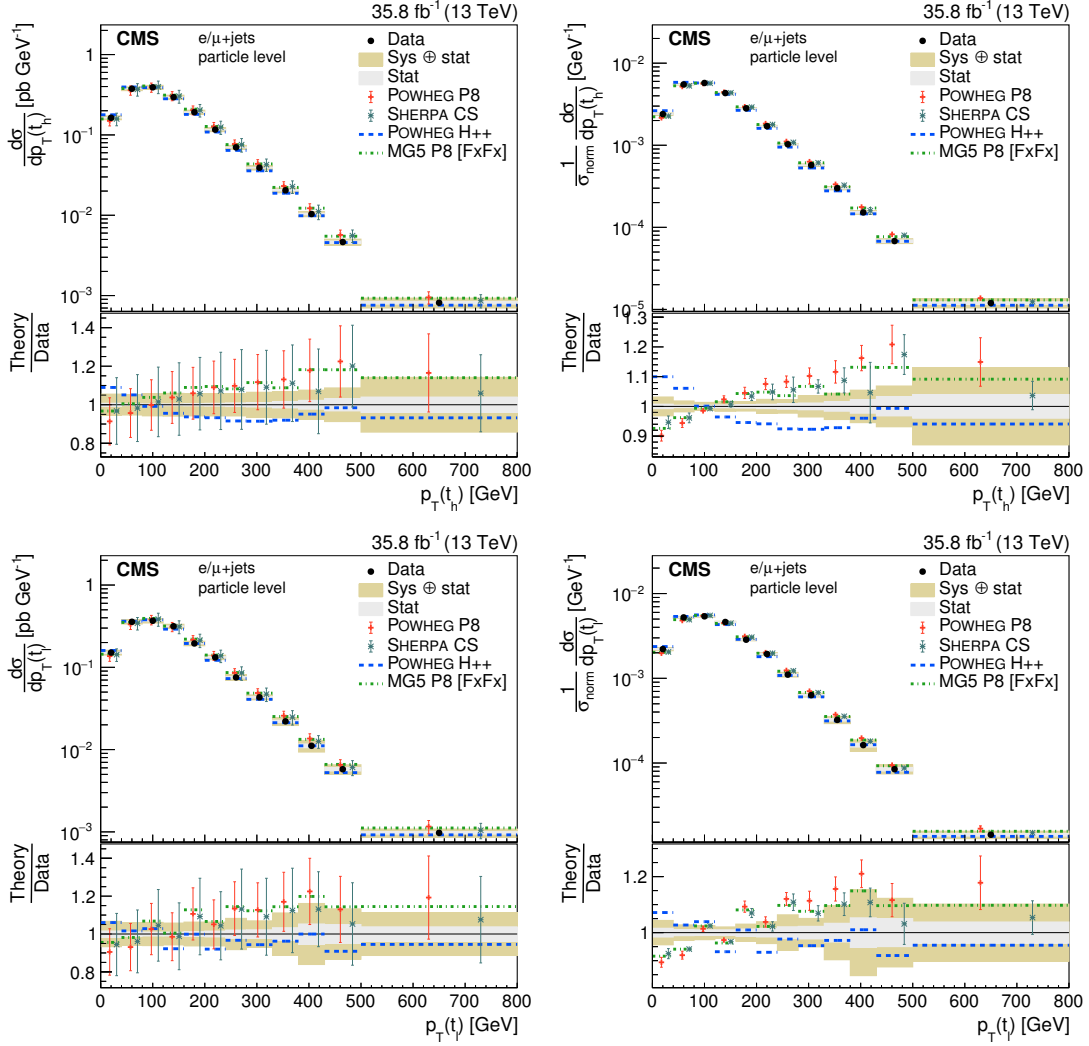 35.8 fb⁻¹ (13 TeV)
CMS
e/μ+jets
particle level
Data
Sys ⊕ stat
Stat
POWHEG P8
SHERPA CS
POWHEG H++
MG5 P8 [FxFx]
dσ/dp_T(t_h) [pb GeV⁻¹]
1
10⁻¹
10⁻²
10⁻³
Theory/Data
1.4
1.2
1
0.8
0 100 200 300 400 500 600 700 800
p_T(t_h) [GeV]
35.8 fb⁻¹ (13 TeV)
CMS
e/μ+jets
particle level
Data
Sys ⊕ stat
Stat
POWHEG P8
SHERPA CS
POWHEG H++
MG5 P8 [FxFx]
1/σ_norm dσ/dp_T(t_h) [GeV⁻¹]
10⁻²
10⁻³
10⁻⁴
10⁻⁵
Theory/Data
1.3
1.2
1.1
1
0.9
0 100 200 300 400 500 600 700 800
p_T(t_h) [GeV]
35.8 fb⁻¹ (13 TeV)
CMS
e/μ+jets
particle level
Data
Sys ⊕ stat
Stat
POWHEG P8
SHERPA CS
POWHEG H++
MG5 P8 [FxFx]
dσ/dp_T(t_l) [pb GeV⁻¹]
1
10⁻¹
10⁻²
10⁻³
Theory/Data
1.4
1.2
1
0.8
0 100 200 300 400 500 600 700 800
p_T(t_l) [GeV]
35.8 fb⁻¹ (13 TeV)
CMS
e/μ+jets
particle level
Data
Sys ⊕ stat
Stat
POWHEG P8
SHERPA CS
POWHEG H++
MG5 P8 [FxFx]
1/σ_norm dσ/dp_T(t_l) [GeV⁻¹]
10⁻²
10⁻³
10⁻⁴
Theory/Data
1.2
1
0 100 200 300 400 500 600 700 800
p_T(t_l) [GeV]